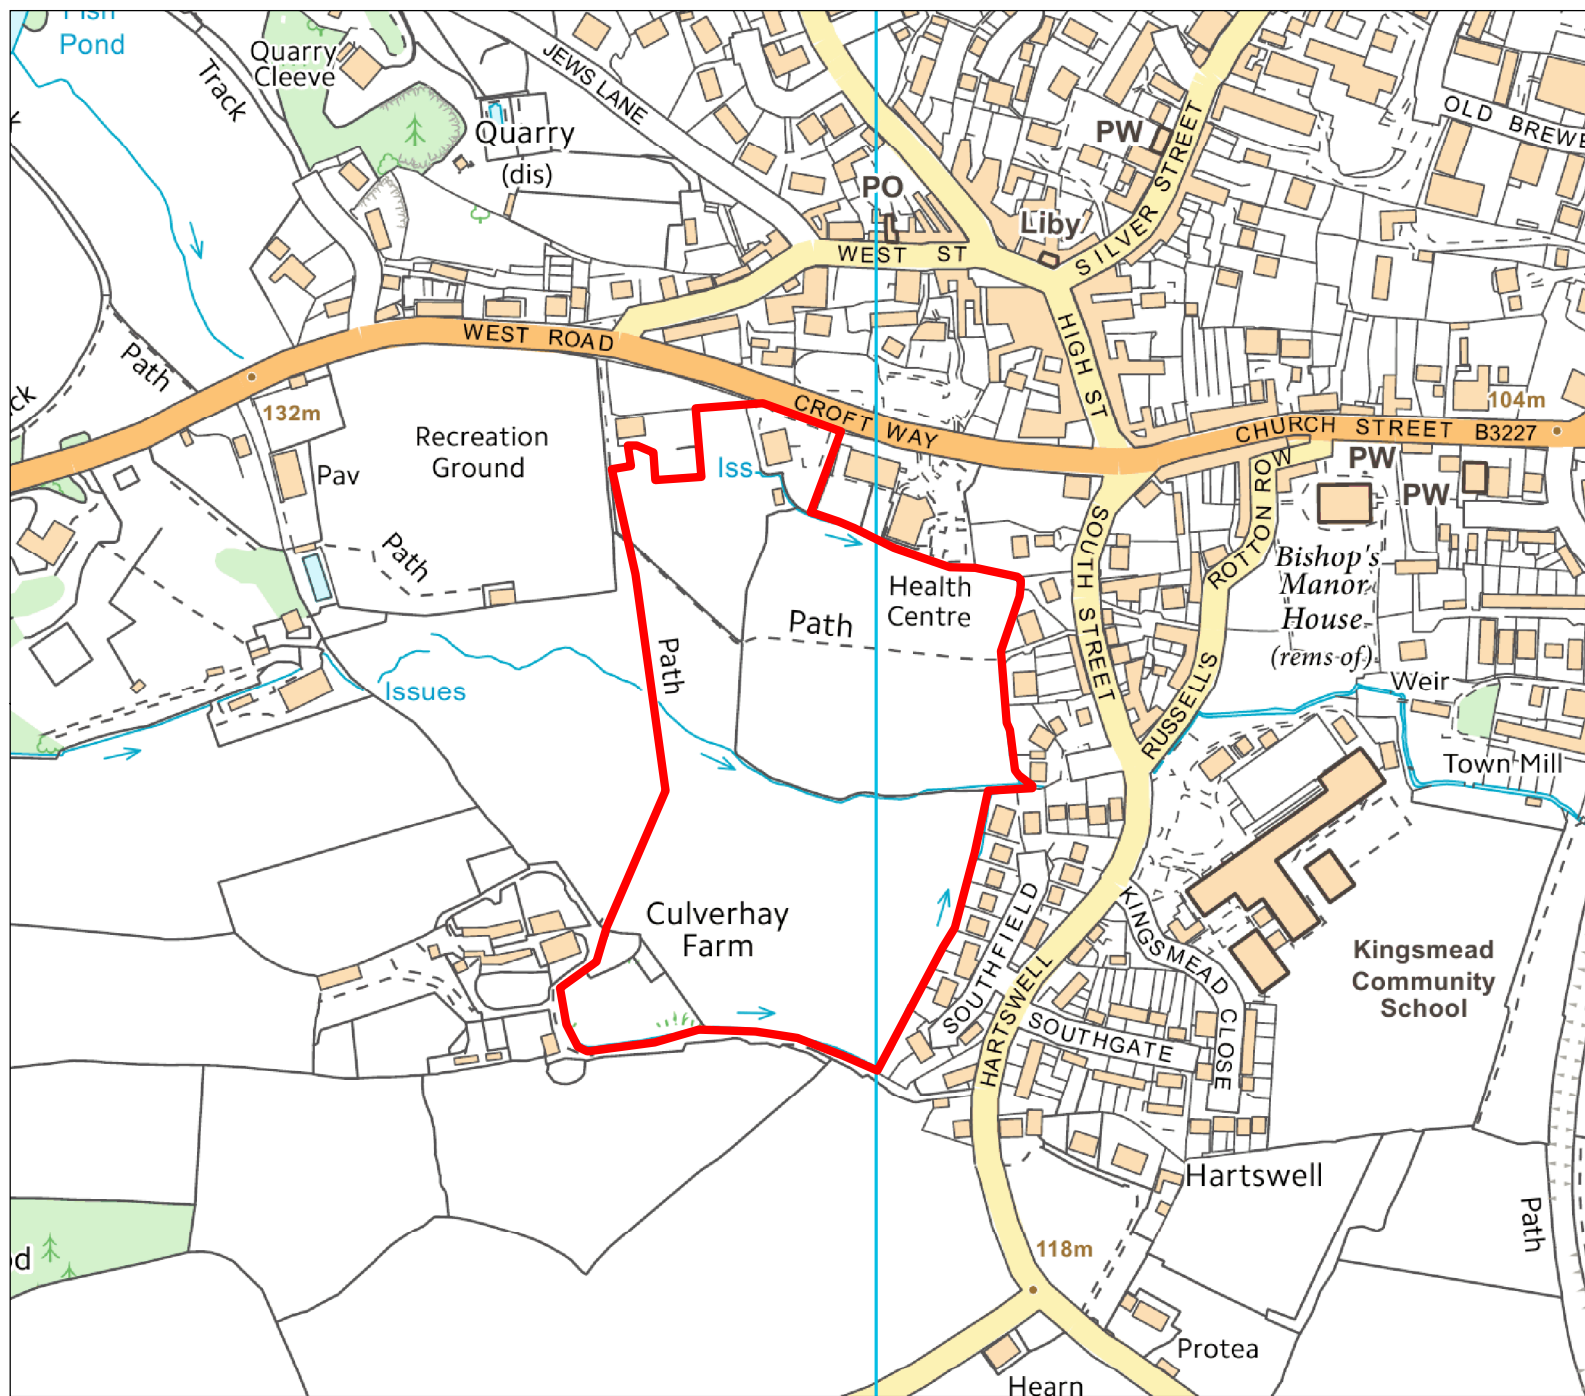 Pond
Quarry
Cleeve
Track
JEWS LANE
Quarry
(dis)
PO
PW
Liby
SILVER STREET
OLD BREWE
WEST ST
WEST ROAD
HIGH ST
Path
132m
CROFT WAY
CHURCH STREET B3227
104m
Recreation
Ground
Pav
Iss
Path
PW
PW
SOUTH STREET
ROTTON ROW
RUSSELL'S
Bishop's
Manor
House
(rems of)
Health
Centre
Path
Path
Issues
Weir
Town Mill
Culverhay
Farm
SOUTHFIELD
HARTSWELL
KINGSMEAD CLOSE
SOUTHGATE
Kingsmead
Community
School
Hartswell
Path
118m
Protea
Hearn